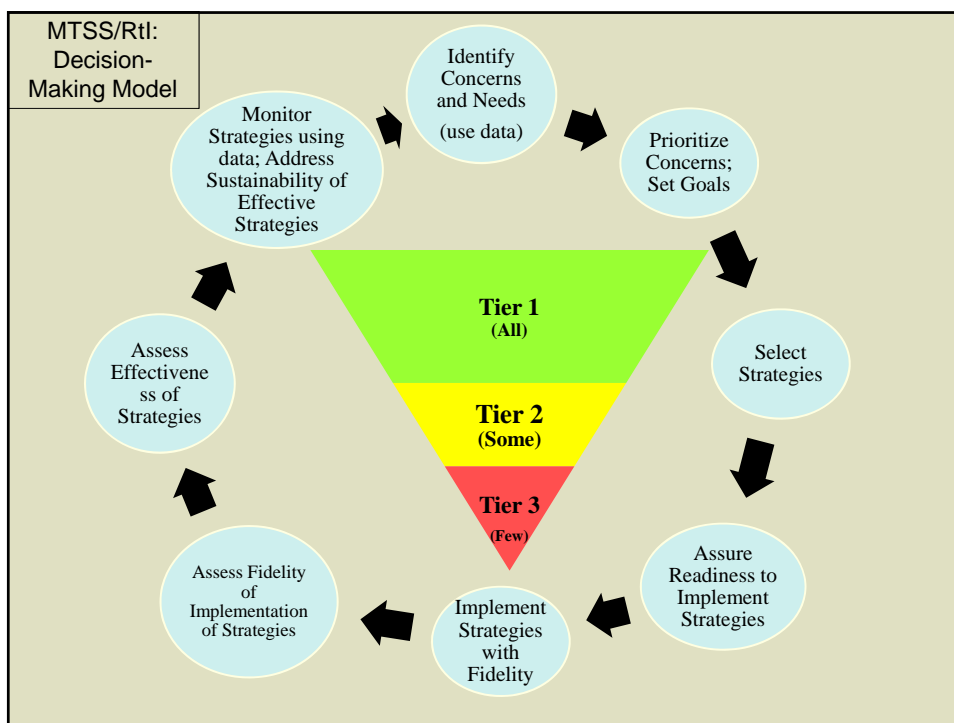 MTSS/RtI:
Decision-
Making Model
Identify
Concerns
and Needs
(use data)
Prioritize
Concerns;
Set Goals
Select
Strategies
Assure
Readiness to
Implement
Strategies
Implement
Strategies
with
Fidelity
Assess Fidelity
of
Implementation
of Strategies
Assess
Effectivene
ss of
Strategies
Monitor
Strategies using
data; Address
Sustainability of
Effective
Strategies
Tier 1
(All)
Tier 2
(Some)
Tier 3
(Few)